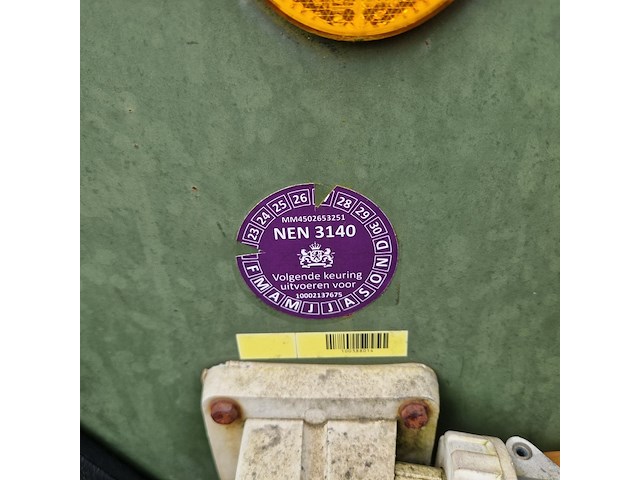 23 24 25 26 28 29 30
MM4502653251
NEN 3140
Volgende keuring
uitvoeren voor
10002137675
F M A M J J A S O N D